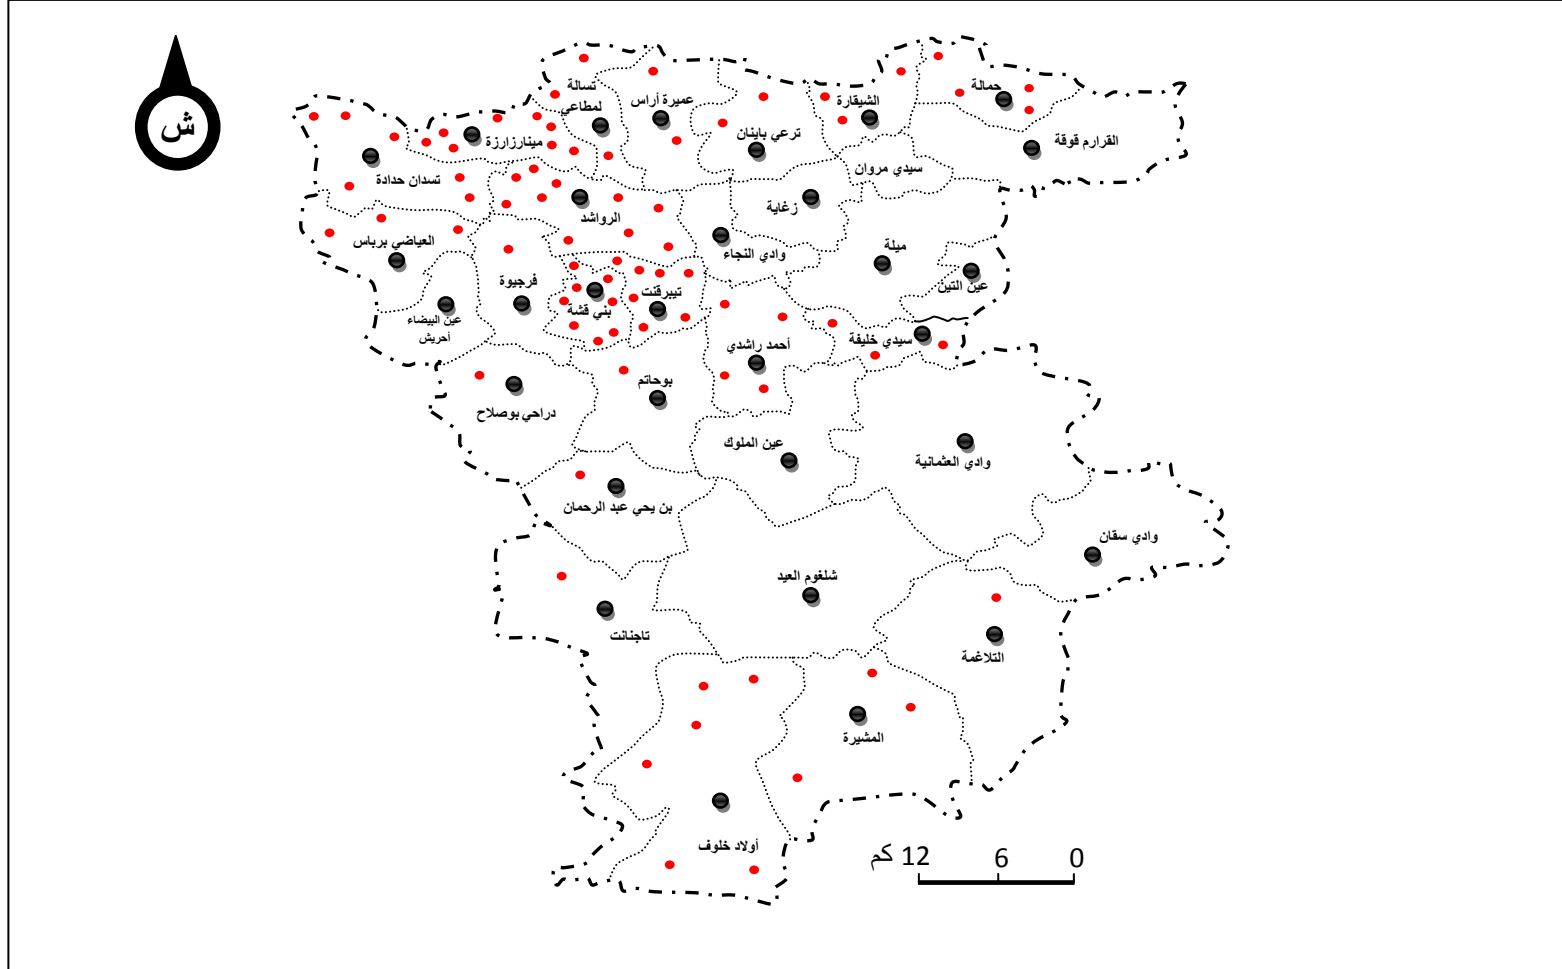 ش
تسالة
لمطاعي
عميرة أراس
ترعي باينان
الشيقارة
حمالة
القرارم قوقة
مينارزارزة
تسدان حدادة
سيدي مروان
الرواشد
زغاية
العياضي برباس
وادي النجاء
ميلة
عين التين
فرجيوة
تيبرقنت
بني قشة
عين البيضاء
أحريش
أحمد راشدي
سيدي خليفة
بوحاتم
دراحي بوصلاح
عين الملوك
وادي العثمانية
بن يحي عبد الرحمان
وادي سقان
شلغوم العيد
تاجنانت
التلاغمة
المشيرة
أولاد خلوف
0 6 12 كم